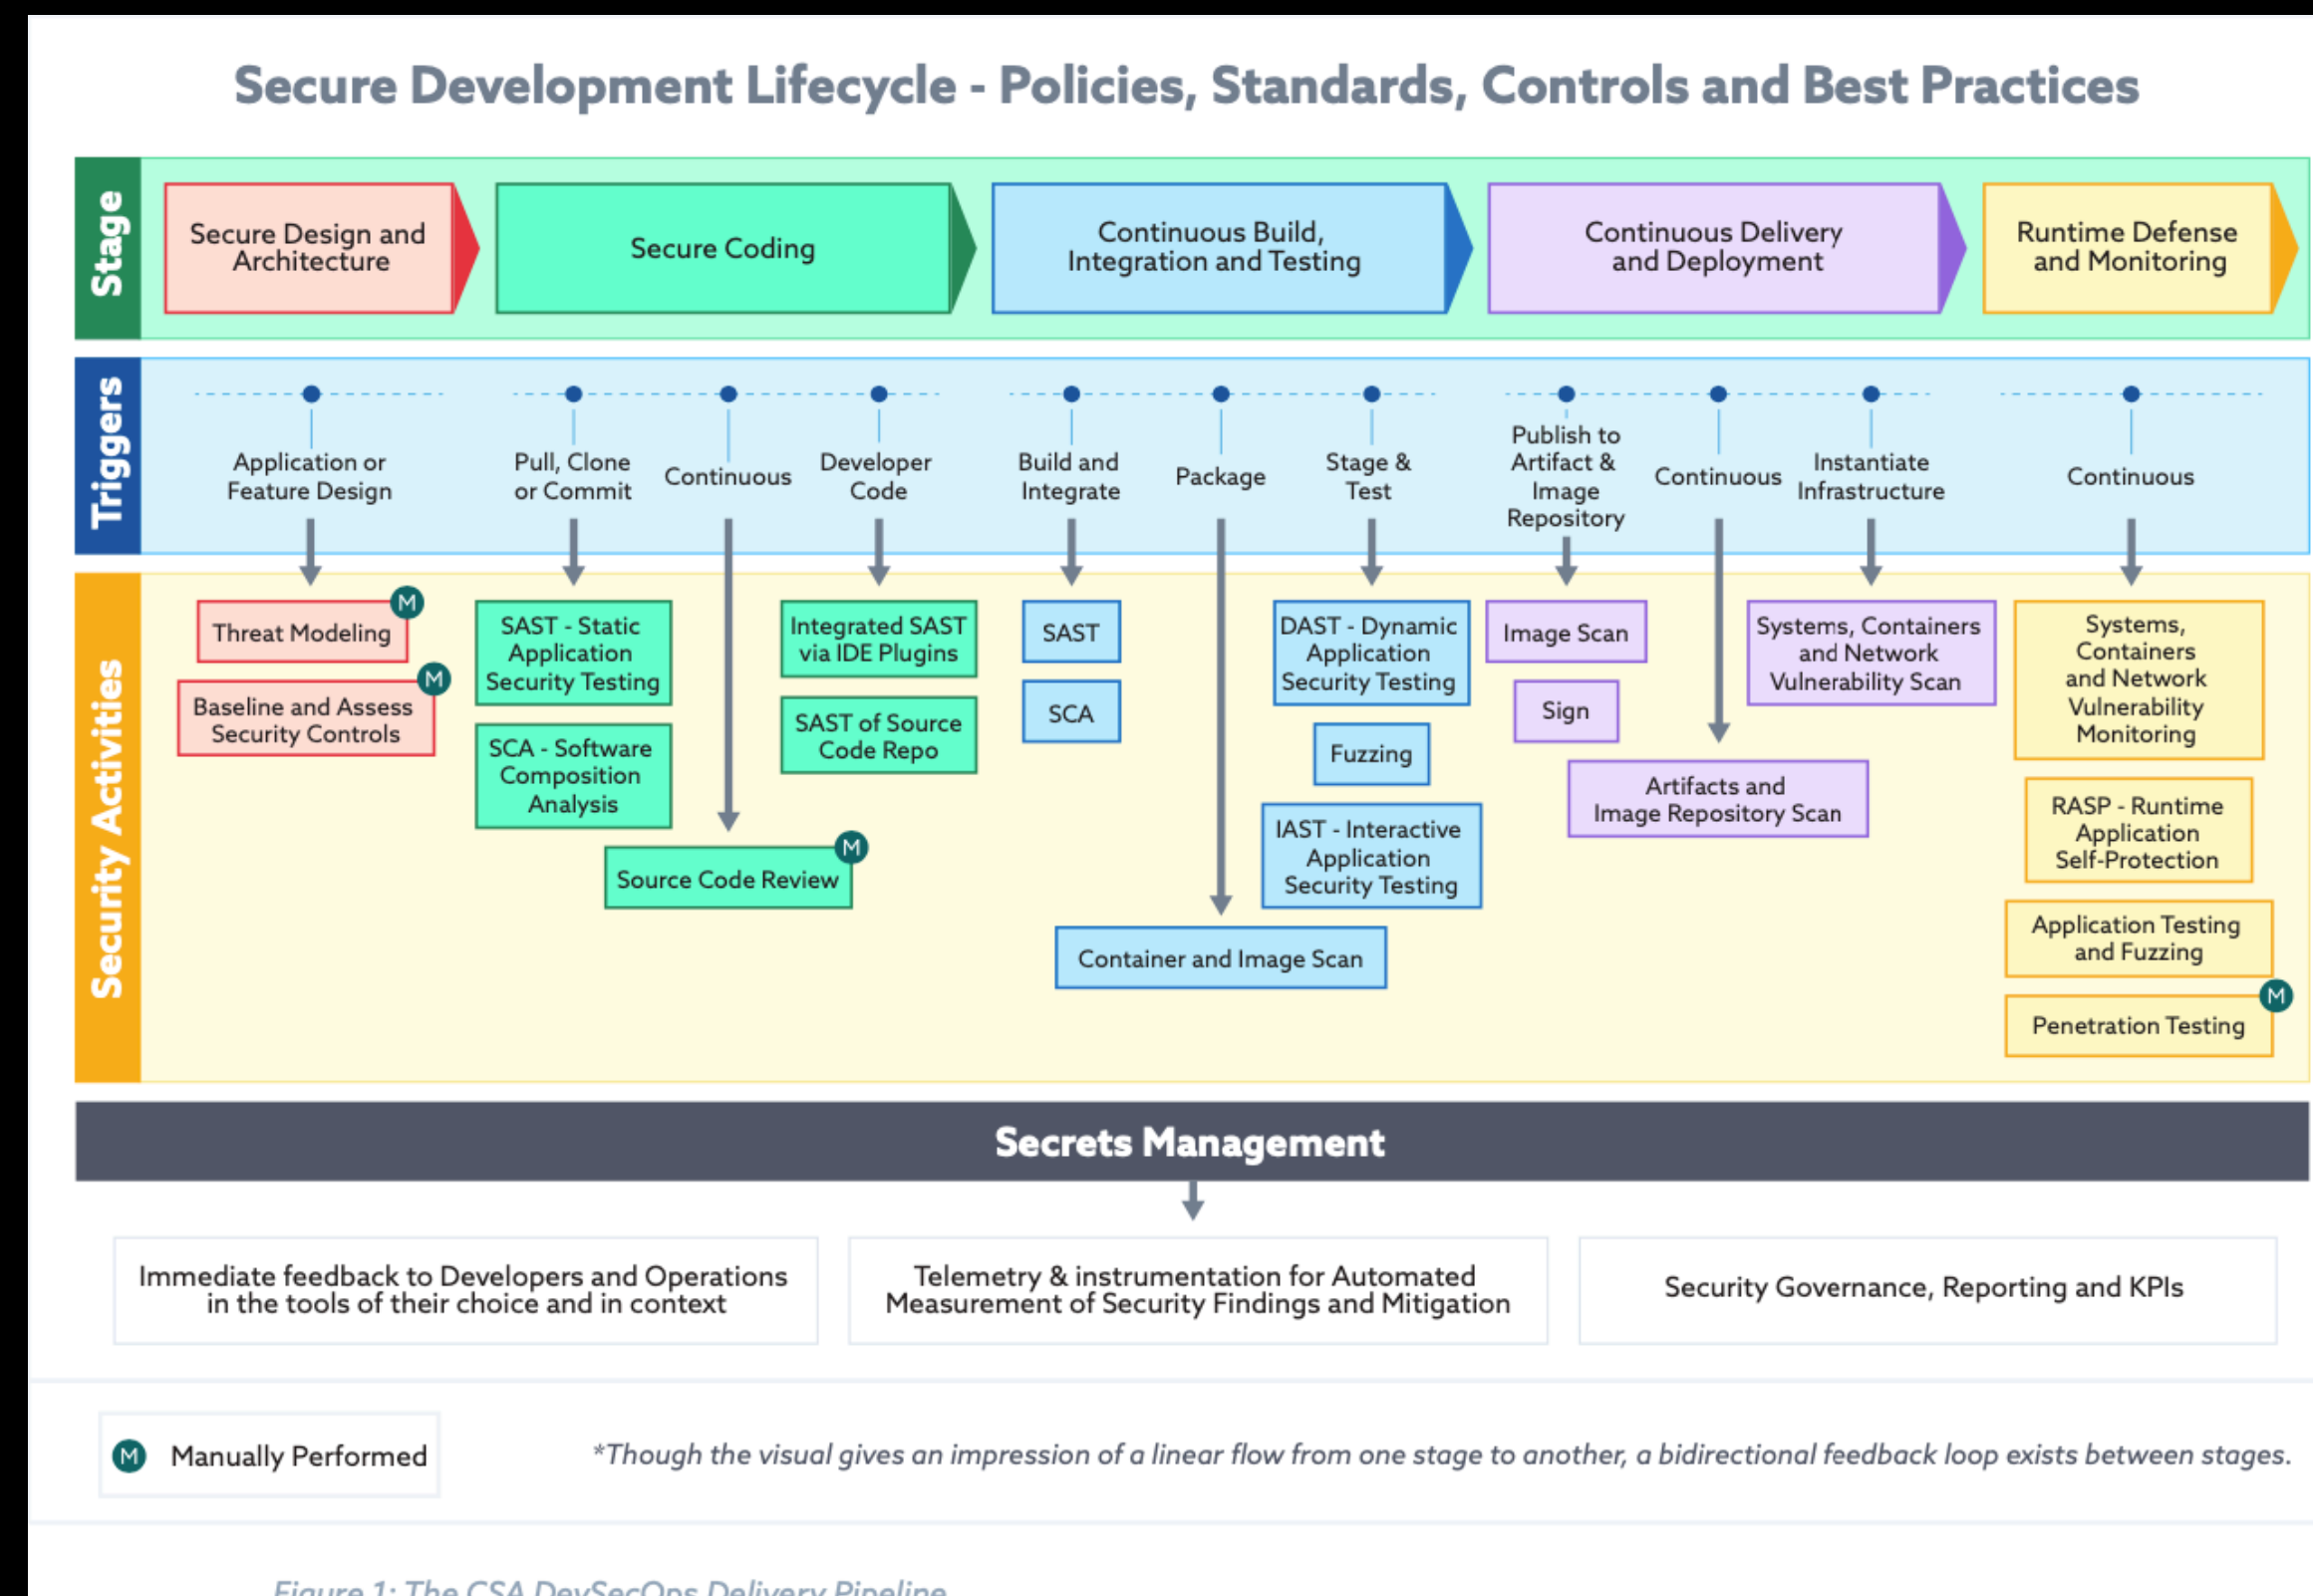 Secure Development Lifecycle - Policies, Standards, Controls and Best Practices
Stage
Secure Design and
Architecture
Secure Coding
Continuous Build,
Integration and Testing
Continuous Delivery
and Deployment
Runtime Defense
and Monitoring
Triggers
Application or
Feature Design
Pull, Clone
or Commit
Continuous
Developer
Code
Build and
Integrate
Package
Stage &
Test
Publish to
Artifact &
Image
Repository
Continuous
Instantiate
Infrastructure
Continuous
Security Activities
Threat Modeling
M
Baseline and Assess
Security Controls
M
SAST - Static
Application
Security Testing
SCA - Software
Composition
Analysis
Source Code Review
M
Integrated SAST
via IDE Plugins
SAST of Source
Code Repo
SAST
SCA
Container and Image Scan
DAST - Dynamic
Application
Security Testing
Fuzzing
IAST - Interactive
Application
Security Testing
Image Scan
Sign
Artifacts and
Image Repository Scan
Systems, Containers
and Network
Vulnerability Scan
Systems,
Containers
and Network
Vulnerability
Monitoring
RASP - Runtime
Application
Self-Protection
Application Testing
and Fuzzing
Penetration Testing
M
Secrets Management
Immediate feedback to Developers and Operations
in the tools of their choice and in context
Telemetry & instrumentation for Automated
Measurement of Security Findings and Mitigation
Security Governance, Reporting and KPIs
M Manually Performed
*Though the visual gives an impression of a linear flow from one stage to another, a bidirectional feedback loop exists between stages.
Figure 1: The CSA DevSecOps Delivery Pipeline